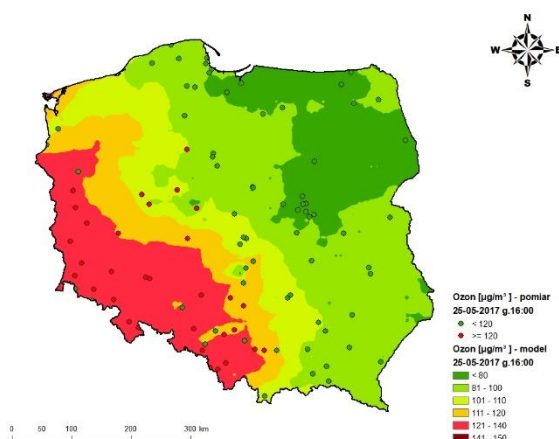 N
W E
S
Ozon [µg/m³ ] - pomiar
25-05-2017 g.16:00
< 120
>= 120
Ozon [µg/m³ ] - model
25-05-2017 g.16:00
< 80
81 - 100
101 - 110
111 - 120
121 - 140
141 - 150
0 50 100 200 300 km